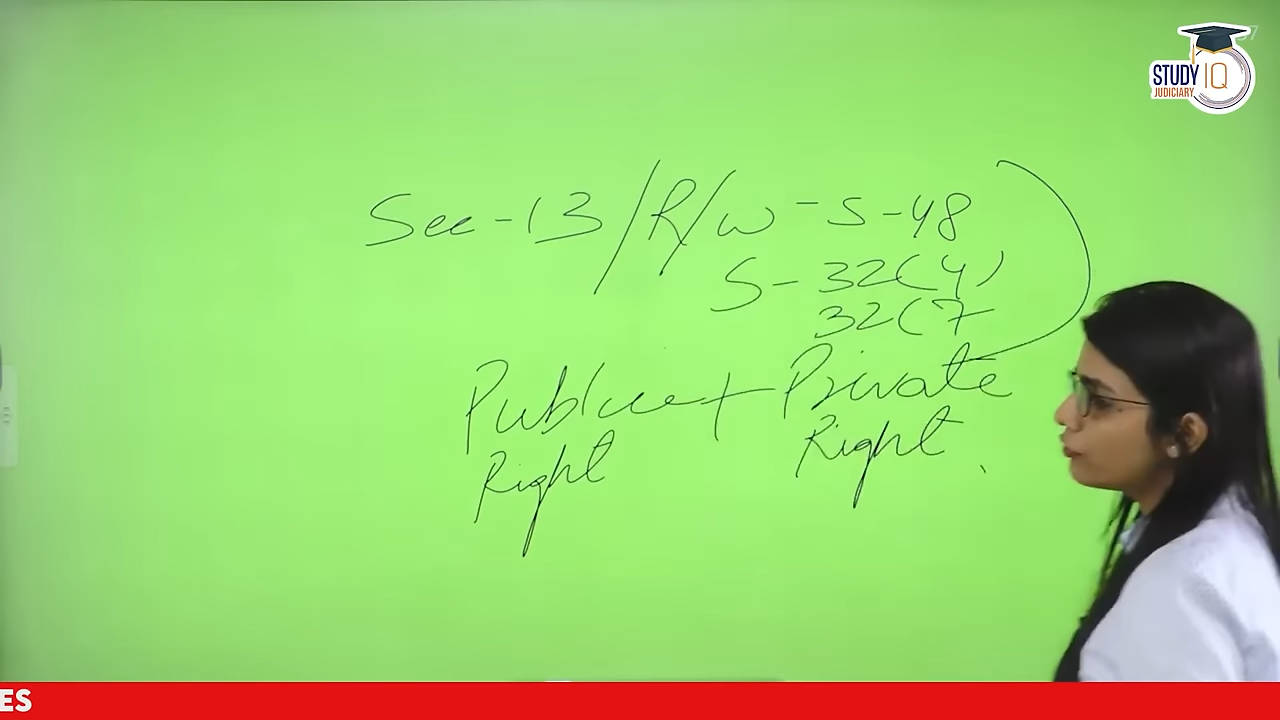 STUDY IQ
JUDICIARY
Sec-13/R/w-S-48
S-32(4)
32(7
Public + Private
Right Right
ES